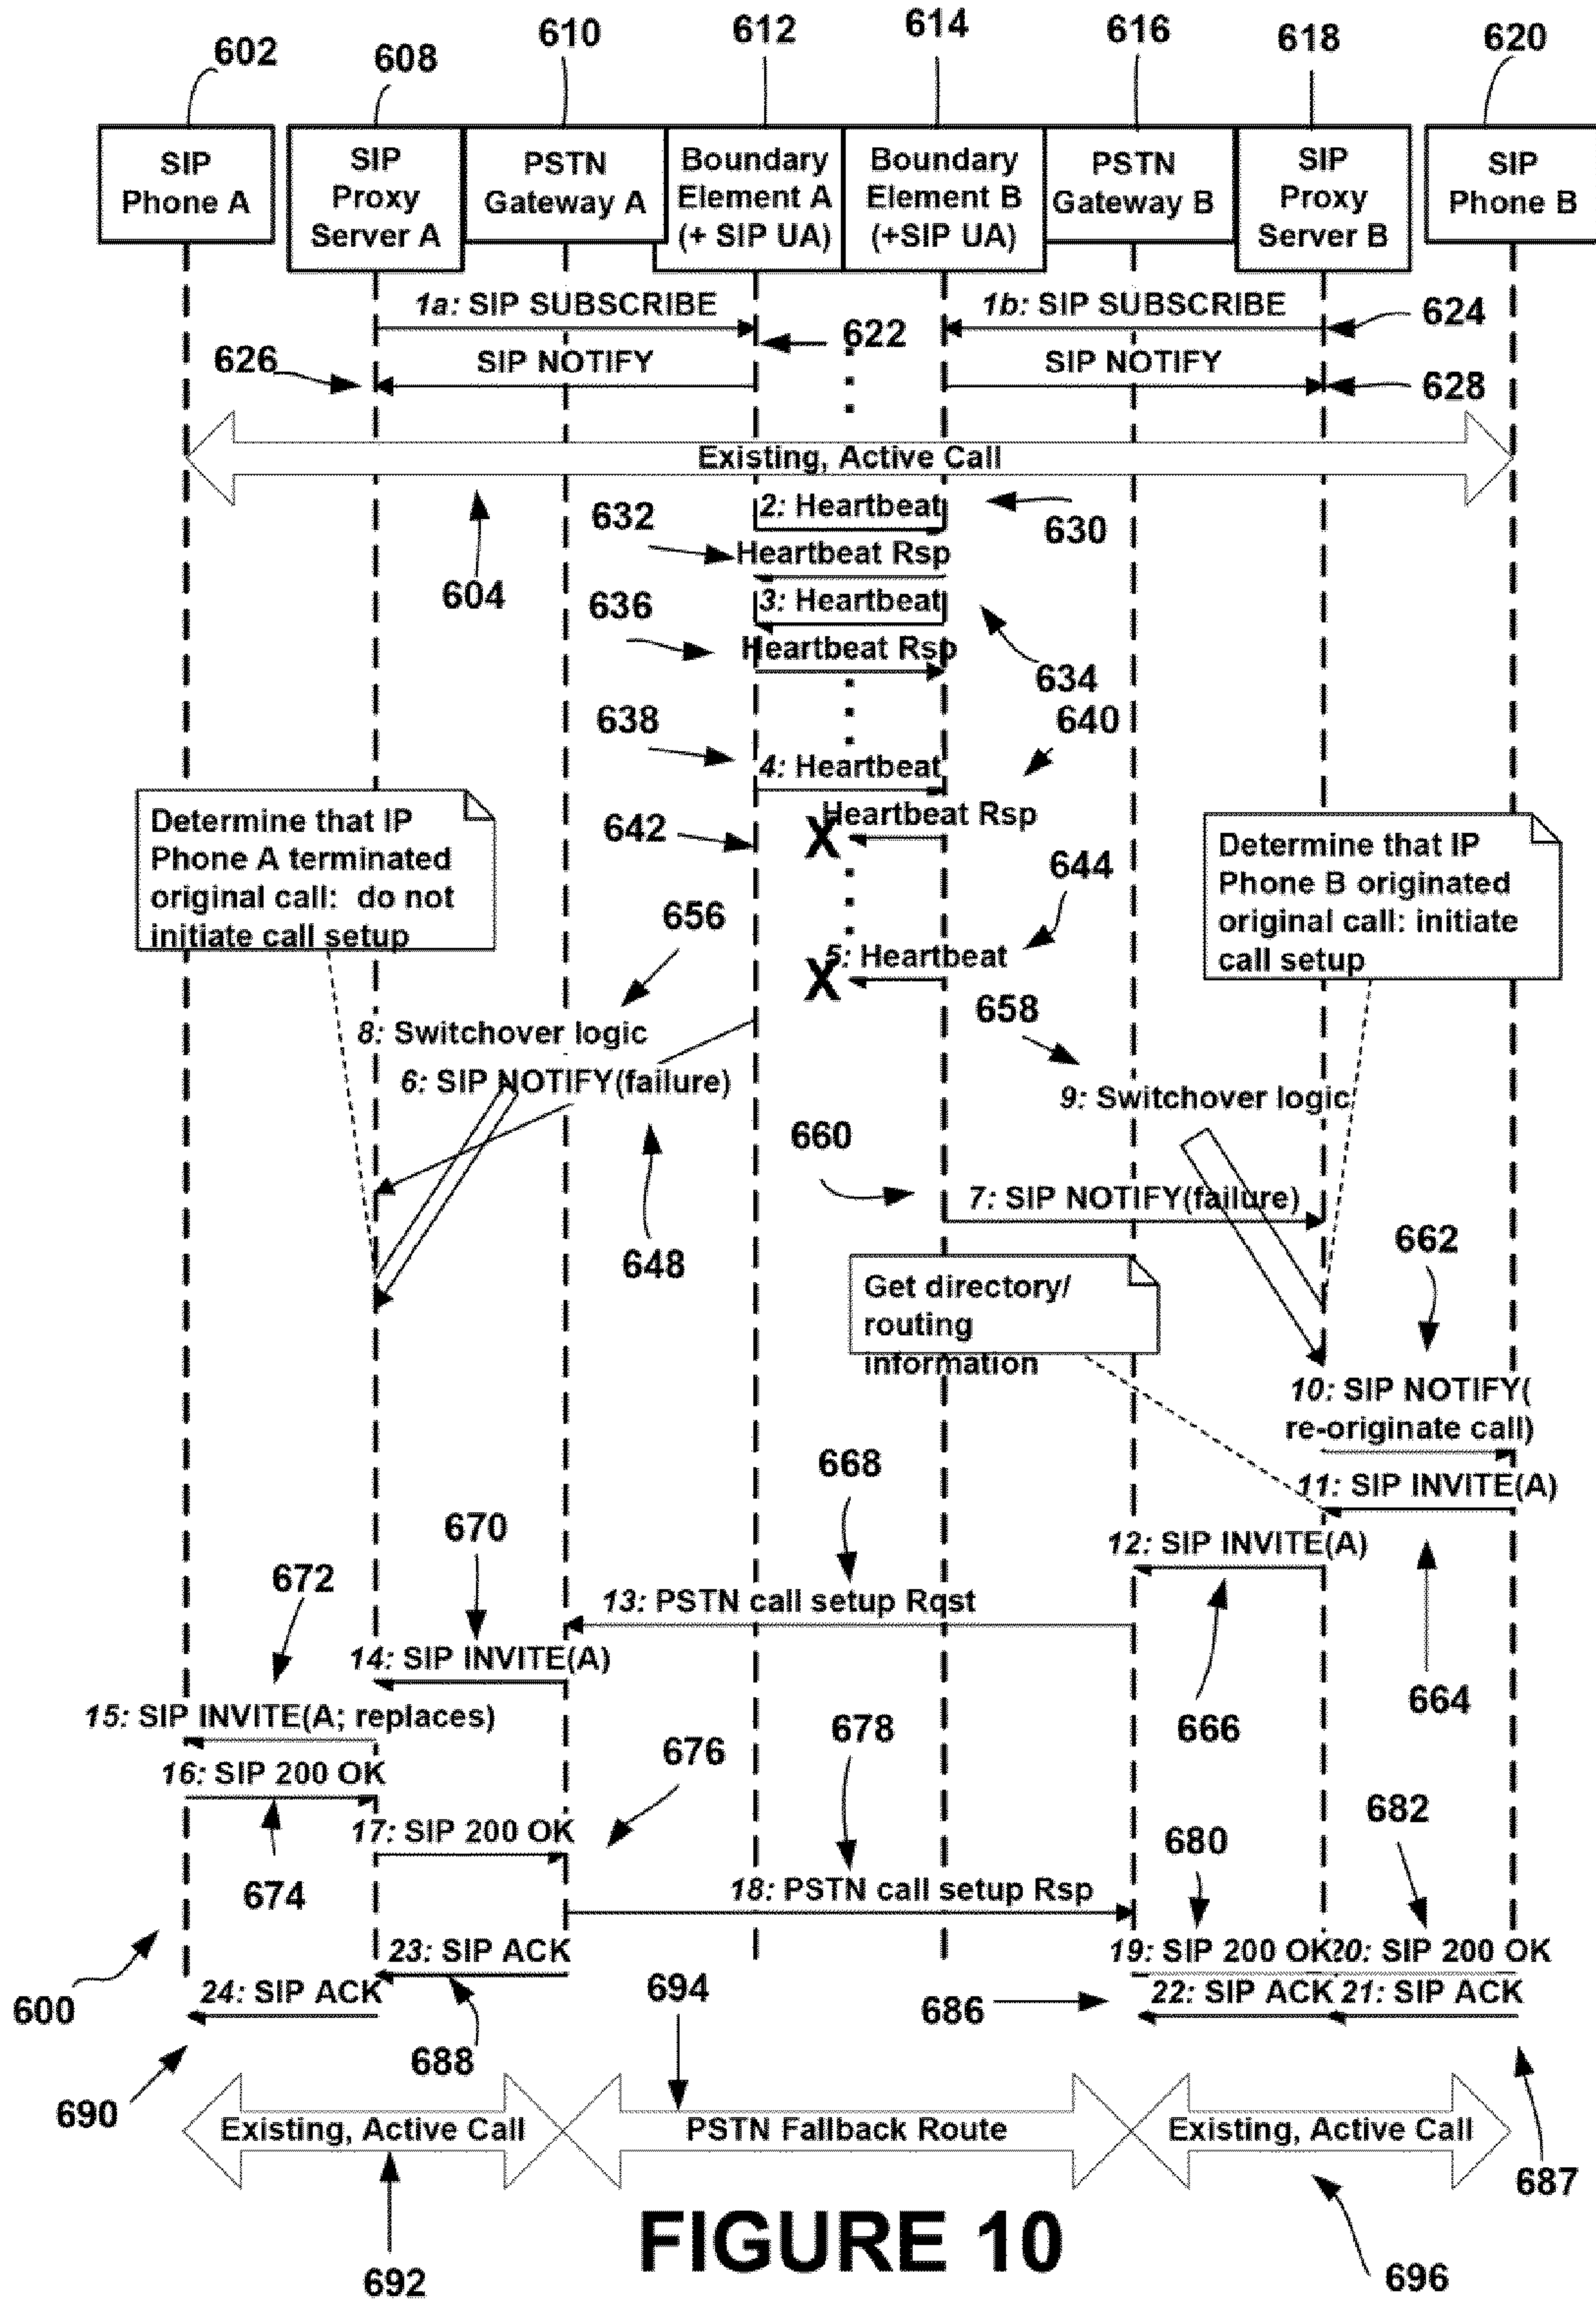 602
608
610
612
614
616
618
620
SIP
Phone A
SIP
Proxy
Server A
PSTN
Gateway A
Boundary
Element A
(+ SIP UA)
Boundary
Element B
(+SIP UA)
PSTN
Gateway B
SIP
Proxy
Server B
SIP
Phone B
1a: SIP SUBSCRIBE
1b: SIP SUBSCRIBE
624
622
626
SIP NOTIFY
SIP NOTIFY
628
Existing, Active Call
2: Heartbeat
632
630
Heartbeat Rsp
604
3: Heartbeat
636
Heartbeat Rsp
634
638
640
4: Heartbeat
Heartbeat Rsp
X
642
Determine that IP
Phone A terminated
original call: do not
initiate call setup
Determine that IP
Phone B originated
original call: initiate
call setup
644
656
5: Heartbeat
X
658
8: Switchover logic
6: SIP NOTIFY(failure)
9: Switchover logic
660
7: SIP NOTIFY(failure)
648
662
Get directory/
routing
information
10: SIP NOTIFY(
re-originate call)
668
11: SIP INVITE(A)
670
12: SIP INVITE(A)
672
13: PSTN call setup Rqst
14: SIP INVITE(A)
664
15: SIP INVITE(A; replaces)
666
678
676
16: SIP 200 OK
682
17: SIP 200 OK
680
674
18: PSTN call setup Rsp
23: SIP ACK
19: SIP 200 OK
20: SIP 200 OK
600
24: SIP ACK
694
686
22: SIP ACK
21: SIP ACK
688
690
Existing, Active Call
PSTN Fallback Route
Existing, Active Call
687
FIGURE 10
692
696